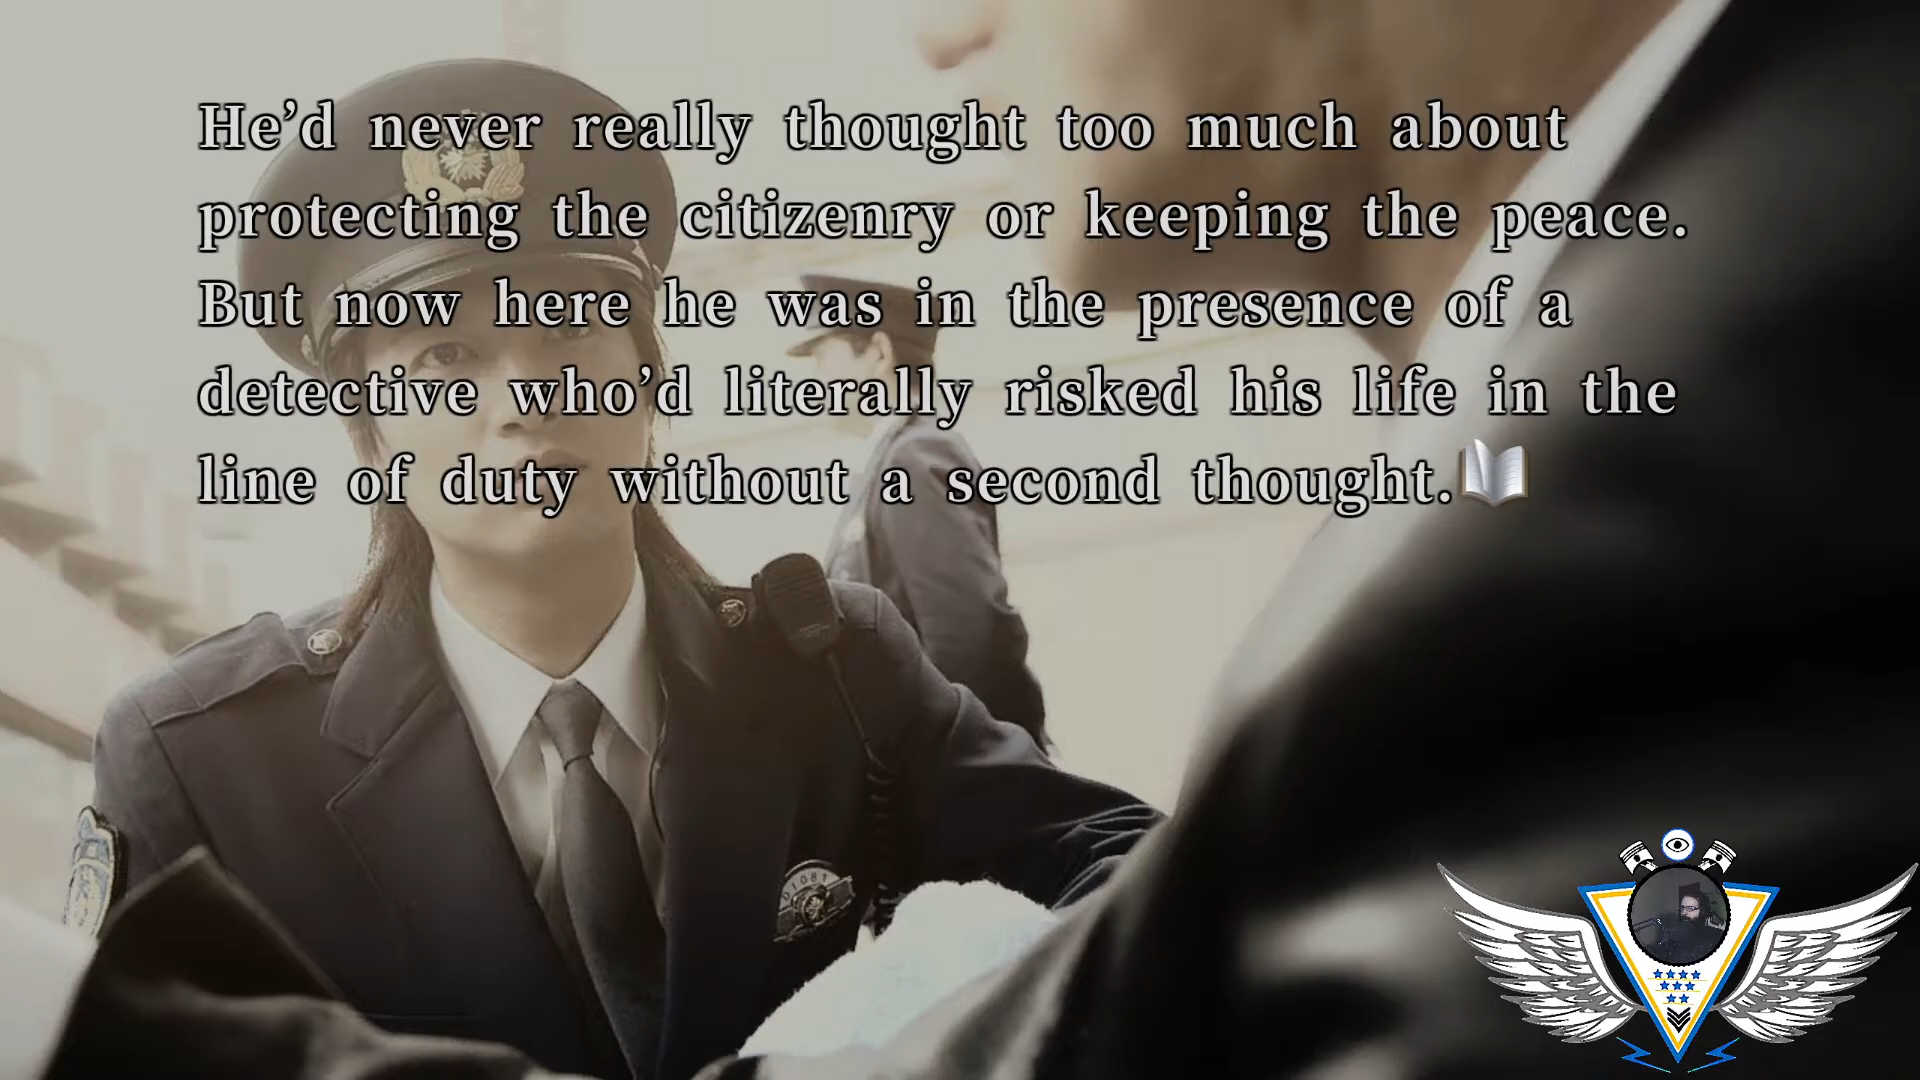 He’d never really thought too much about
protecting the citizenry or keeping the peace.
But now here he was in the presence of a
detective who’d literally risked his life in the
line of duty without a second thought.